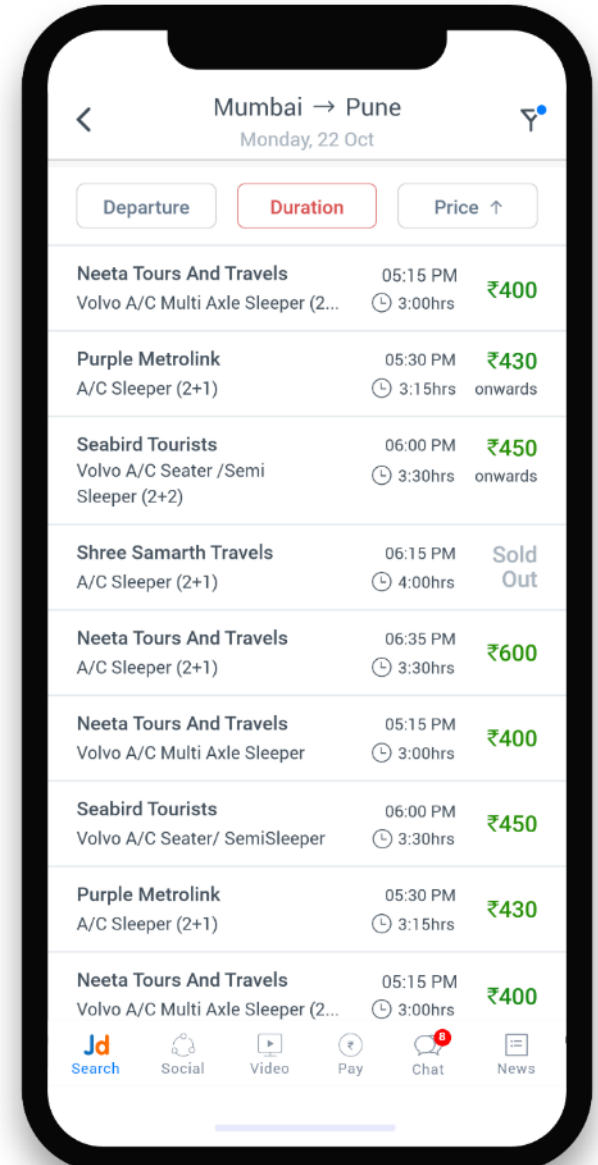 Mumbai → Pune
Monday, 22 Oct
Departure
Duration
Price ↑
Neeta Tours And Travels 05:15 PM ₹400
Volvo A/C Multi Axle Sleeper (2... 3:00hrs
Purple Metrolink 05:30 PM ₹430
A/C Sleeper (2+1) 3:15hrs onwards
Seabird Tourists 06:00 PM ₹450
Volvo A/C Seater /Semi 3:30hrs onwards
Sleeper (2+2)
Shree Samarth Travels 06:15 PM Sold
A/C Sleeper (2+1) 4:00hrs Out
Neeta Tours And Travels 06:35 PM ₹600
A/C Sleeper (2+1) 3:30hrs
Neeta Tours And Travels 05:15 PM ₹400
Volvo A/C Multi Axle Sleeper 3:00hrs
Seabird Tourists 06:00 PM ₹450
Volvo A/C Seater/ SemiSleeper 3:30hrs
Purple Metrolink 05:30 PM ₹430
A/C Sleeper (2+1) 3:15hrs
Neeta Tours And Travels 05:15 PM ₹400
Volvo A/C Multi Axle Sleeper (2... 3:00hrs
Jd ₹ 8
Search Social Video Pay Chat News